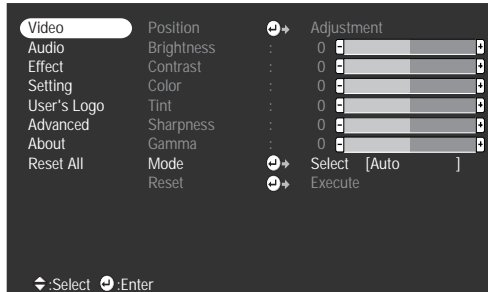 Video Position Adjustment
Audio Brightness : 0 - +
Effect Contrast : 0 - +
Setting Color : 0 - +
User's Logo Tint : 0 - +
Advanced Sharpness : 0 - +
About Gamma : 0 - +
Reset All Mode Select [Auto ]
Reset Execute
:Select :Enter